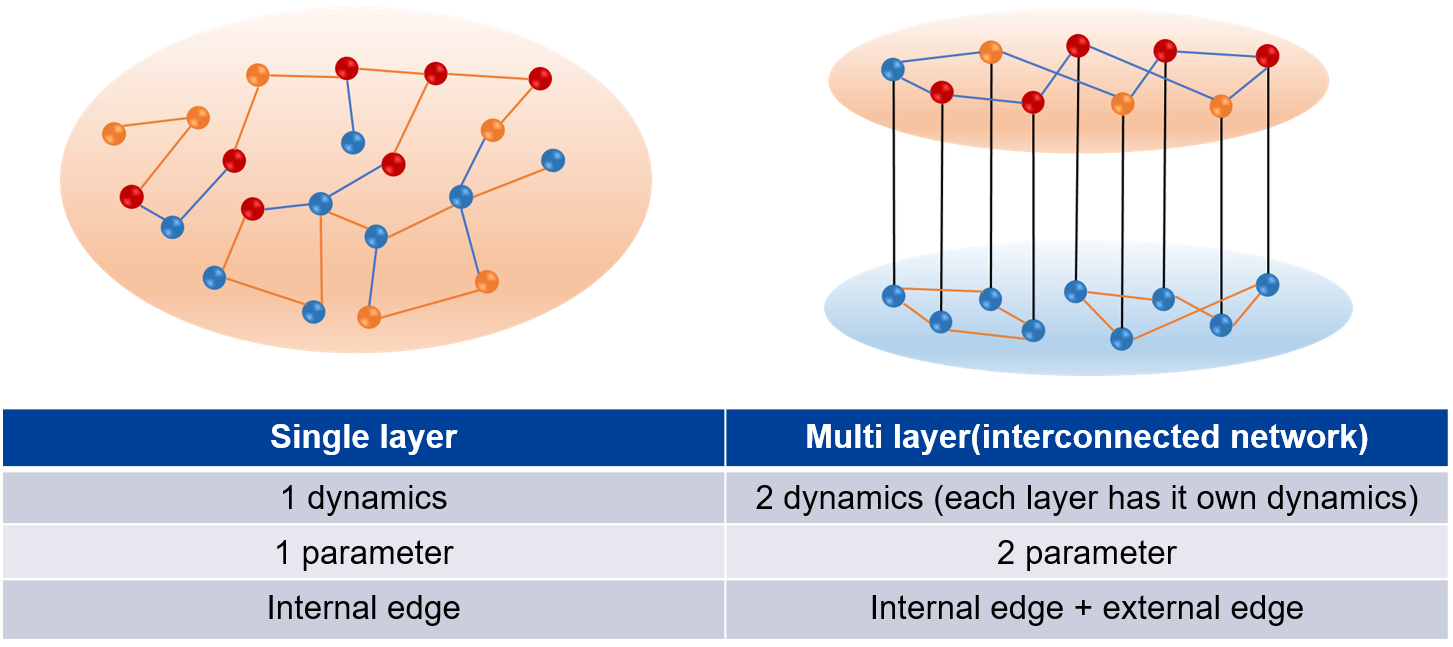 Single layer
Multi layer(interconnected network)
1 dynamics
2 dynamics (each layer has it own dynamics)
1 parameter
2 parameter
Internal edge
Internal edge + external edge